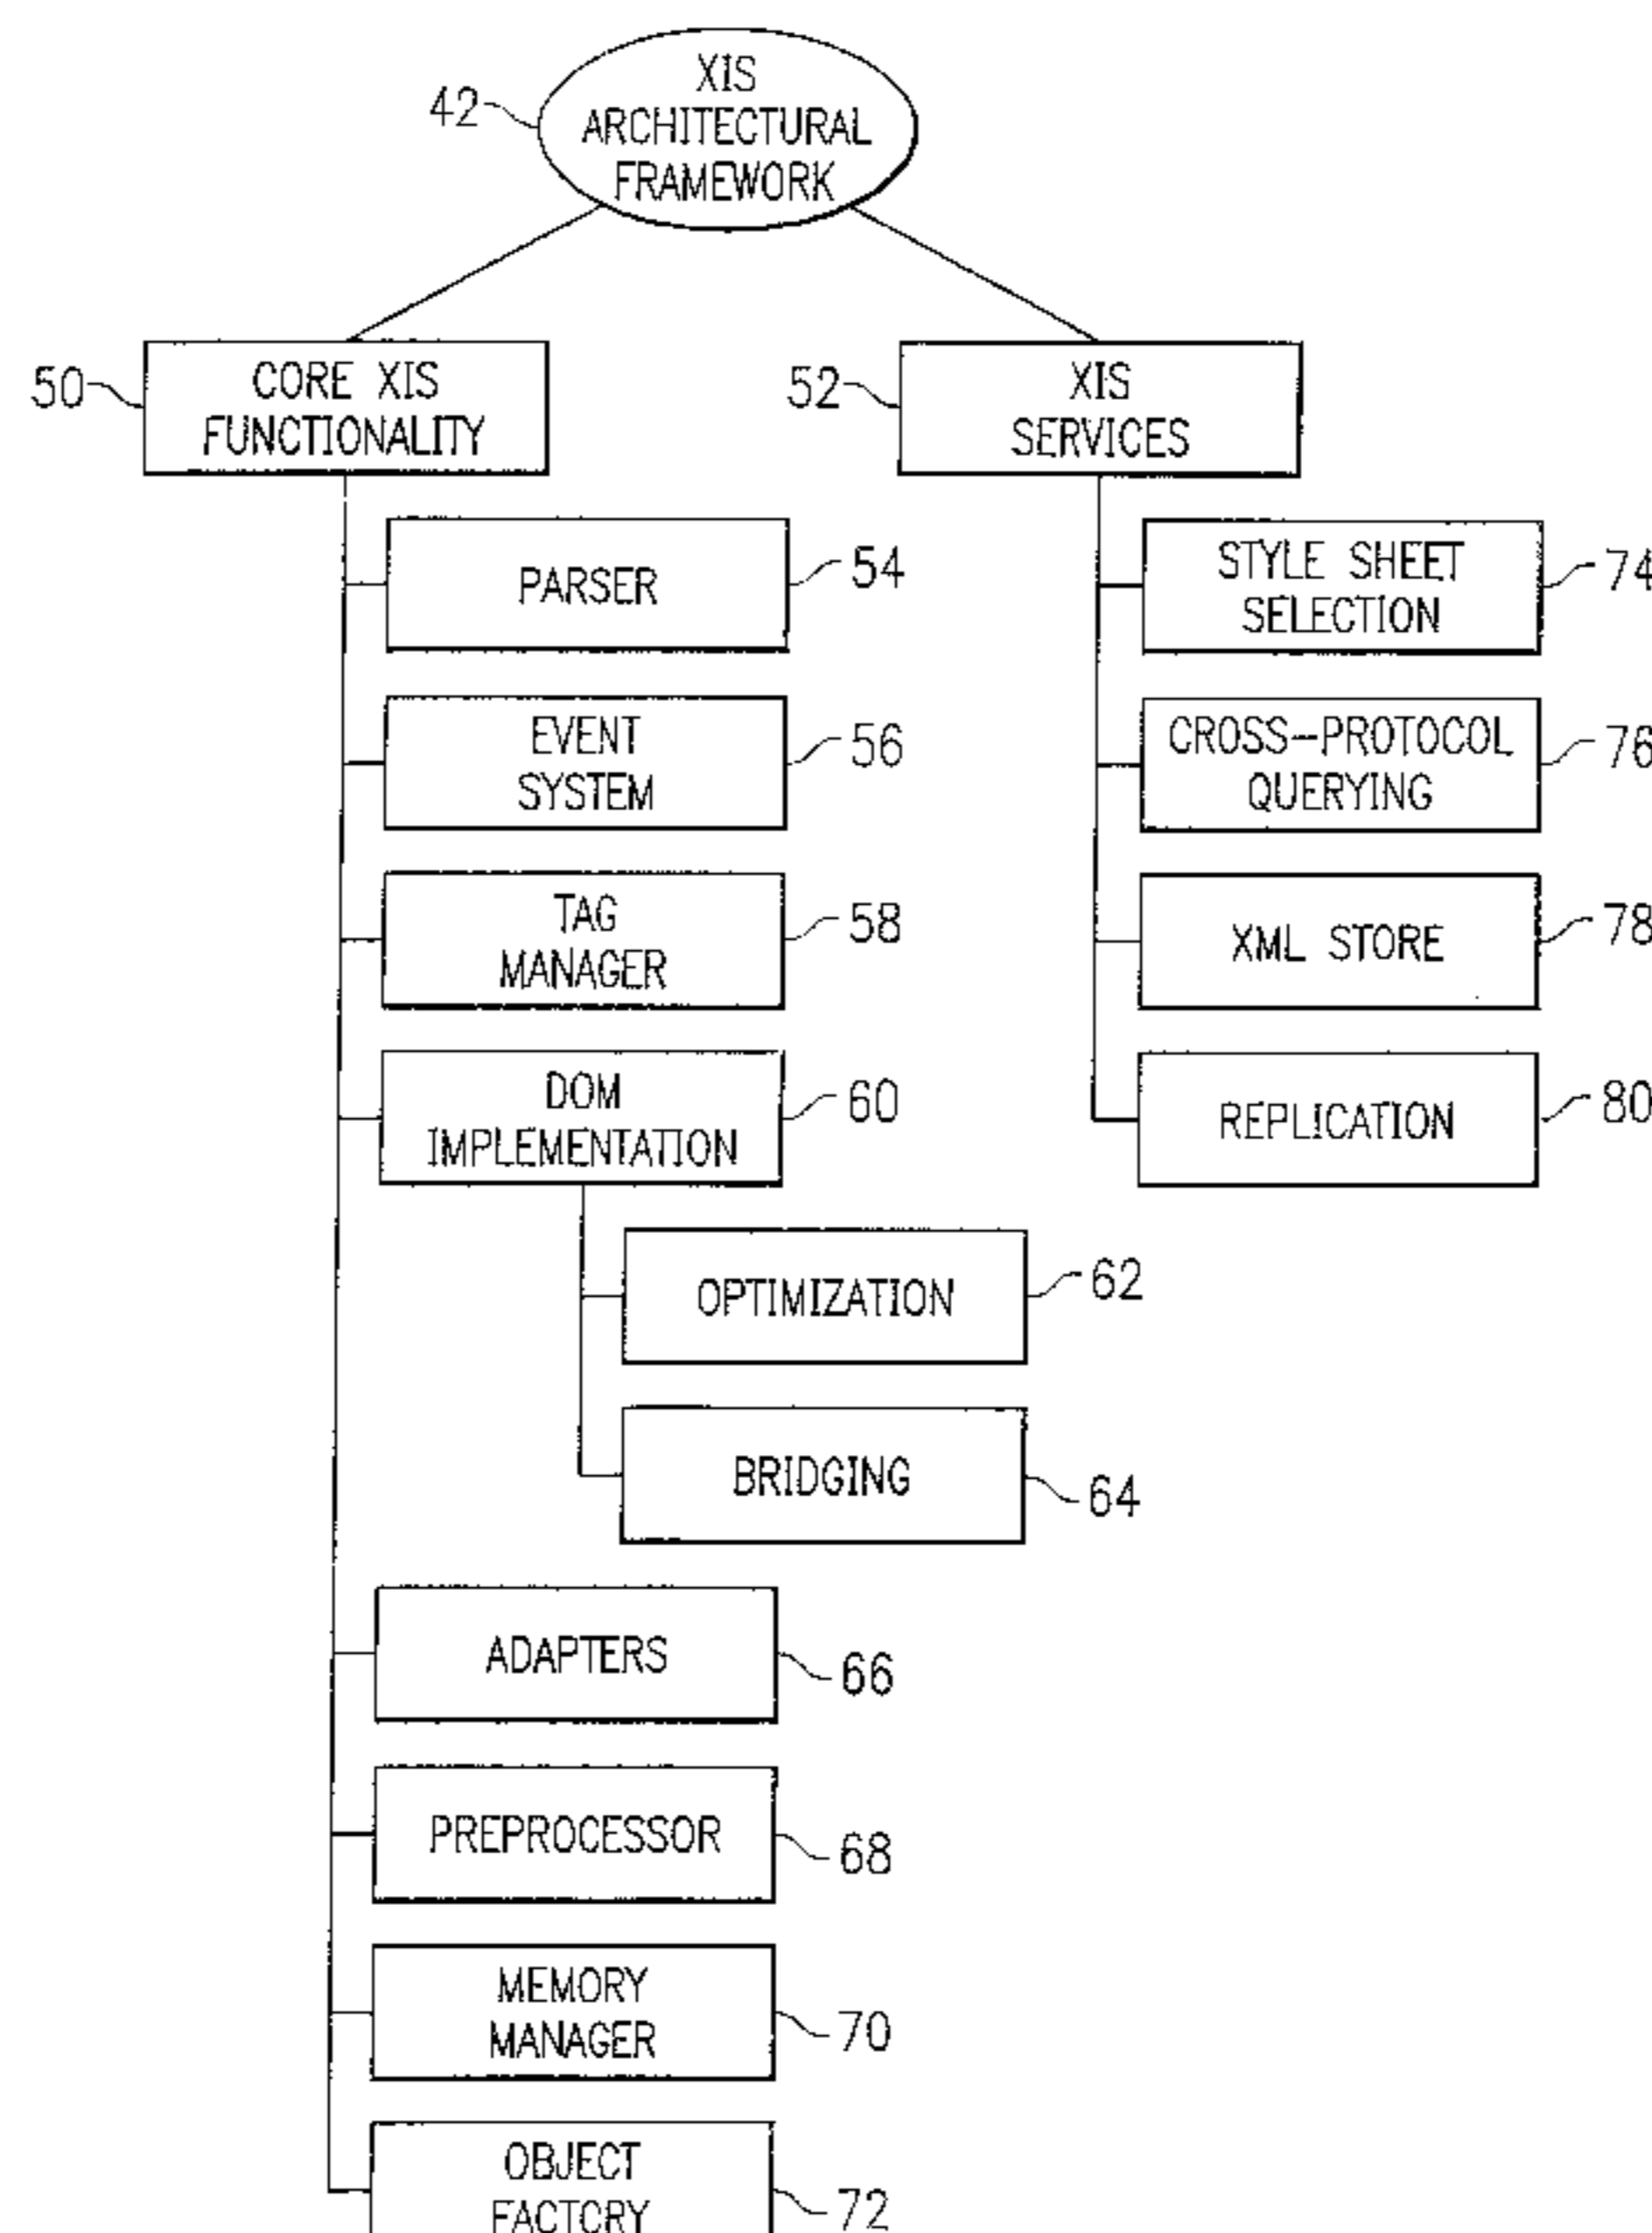 XIS
ARCHITECTURAL
FRAMEWORK
42
CORE XIS
FUNCTIONALITY
50
XIS
SERVICES
52
PARSER
54
EVENT
SYSTEM
56
TAG
MANAGER
58
DOM
IMPLEMENTATION
60
OPTIMIZATION
62
BRIDGING
64
ADAPTERS
66
PREPROCESSOR
68
MEMORY
MANAGER
70
OBJECT
FACTORY
72
STYLE SHEET
SELECTION
74
CROSS-PROTOCOL
QUERYING
76
XML STORE
78
REPLICATION
80